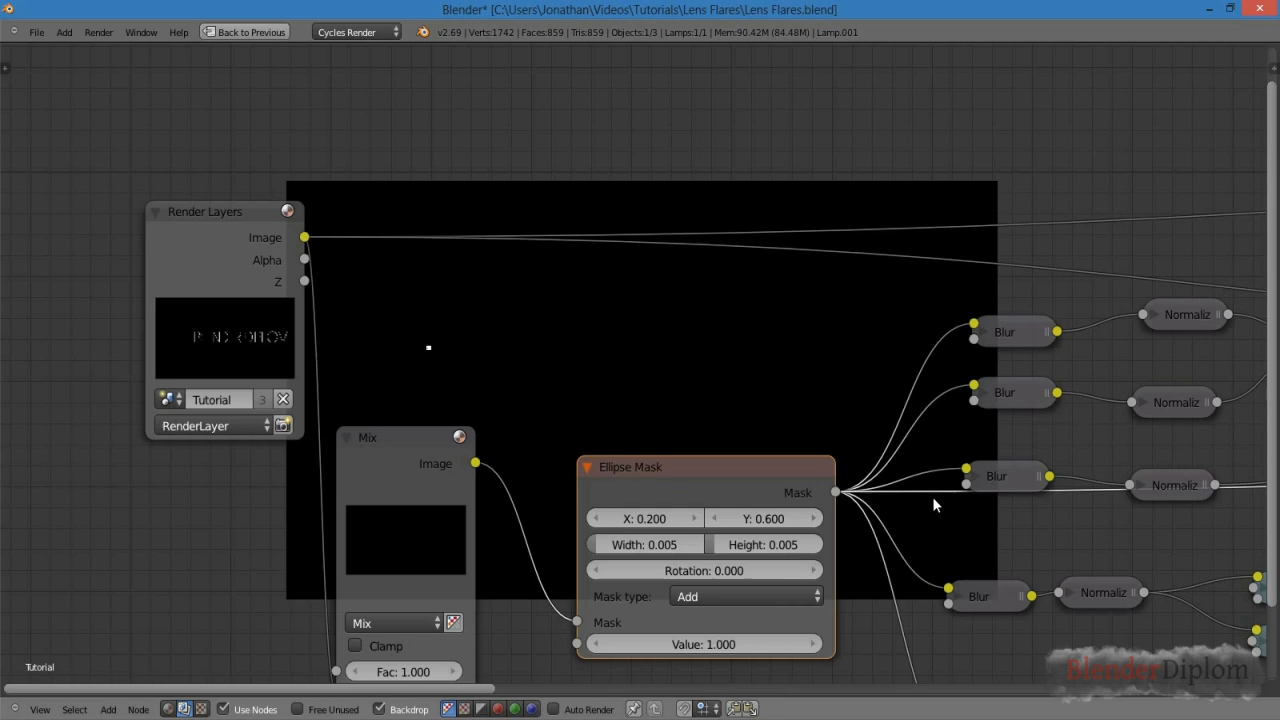 Blender* [C:\Users\Jonathan\Videos\Tutorials\Lens Flares\Lens Flares.blend]
File Add Render Window Help Back to Previous Cycles Render v2.69 | Verts:1742 | Faces:859 | Tris:859 | Objects:1/3 | Lamps:1/1 | Mem:90.42M (84.48M) | Lamp.001
Render Layers
Image
Alpha
Z
Tutorial 3
RenderLayer
Mix
Image
Mix
Clamp
Fac: 1.000
Ellipse Mask
Mask
X: 0.200 Y: 0.600
Width: 0.005 Height: 0.005
Rotation: 0.000
Mask type: Add
Mask
Value: 1.000
Blur Normaliz
Blur Normaliz
Blur Normaliz
Blur Normaliz
Tutorial
BlenderDiplom
View Select Add Node Use Nodes Free Unused Backdrop Auto Render